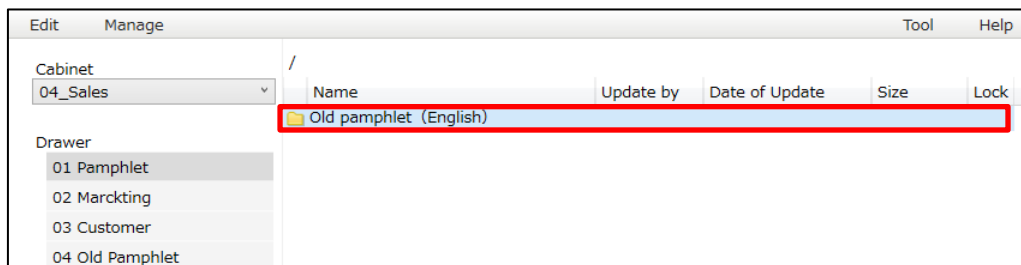 Edit Manage Tool Help
Cabinet
04_Sales
Drawer
01 Pamphlet
02 Marckting
03 Customer
04 Old Pamphlet
/
Name Update by Date of Update Size Lock
Old pamphlet（English）